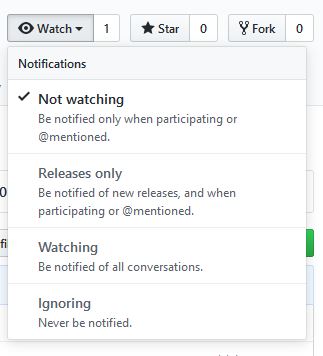 Watch 1 Star 0 Fork 0
Notifications
Not watching
Be notified only when participating or
@mentioned.
Releases only
Be notified of new releases, and when
participating or @mentioned.
Watching
Be notified of all conversations.
Ignoring
Never be notified.